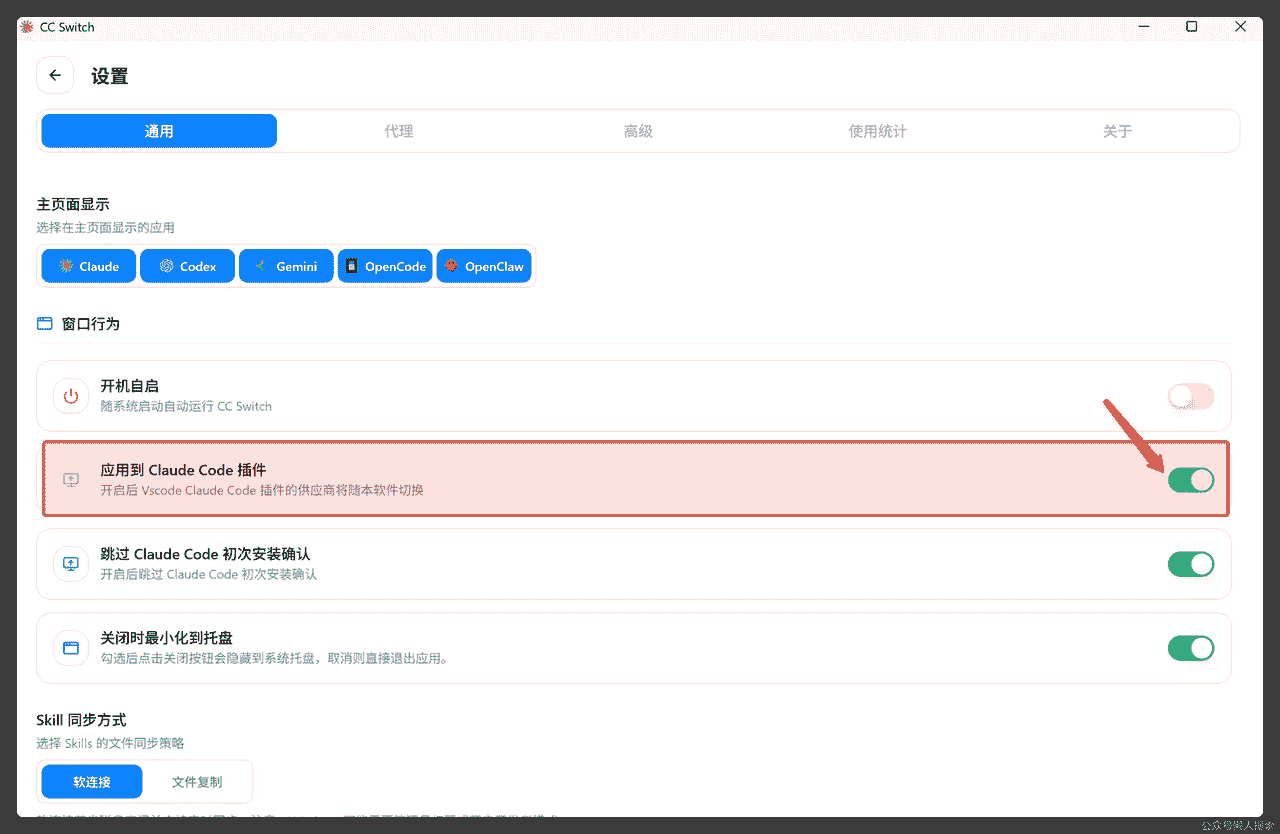 CC Switch
设置
通用
代理
高级
使用统计
关于
主页面显示
选择在主页面显示的应用
Claude
Codex
Gemini
OpenCode
OpenClaw
窗口行为
开机自启
随系统启动自动运行 CC Switch
应用到 Claude Code 插件
开启后 Vscode Claude Code 插件的供应商将随本软件切换
跳过 Claude Code 初次安装确认
开启后跳过 Claude Code 初次安装确认
关闭时最小化到托盘
勾选后点击关闭按钮会隐藏到系统托盘，取消则直接退出应用。
Skill 同步方式
选择 Skills 的文件同步策略
软连接
文件复制